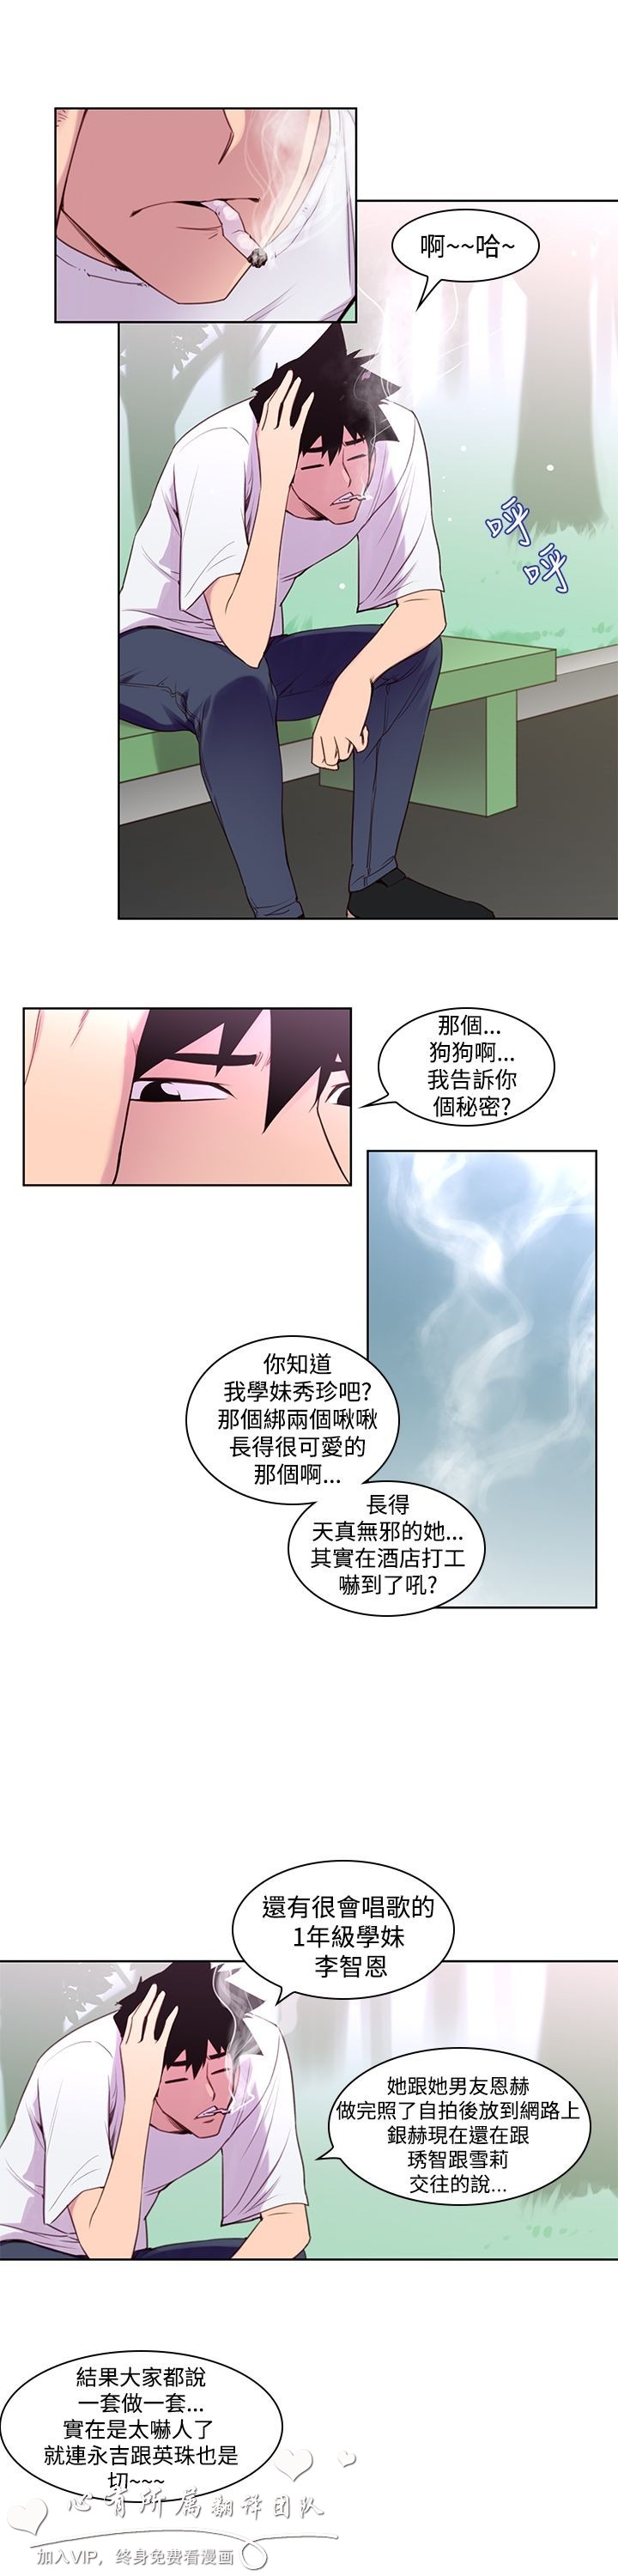 啊~~哈~
呼
呼
那個...
狗狗啊...
我告訴你
個秘密?
你知道
我學妹秀珍吧?
那個綁兩個啾啾
長得很可愛的
那個啊...
長得
天真無邪的她...
其實在酒店打工
嚇到了吼?
還有很會唱歌的
1年級學妹
李智恩
她跟她男友恩赫
做完照了自拍後放到網路上
銀赫現在還在跟
琇智跟雪莉
交往的說...
結果大家都說
一套做一套...
實在是太嚇人了
就連永吉跟英珠也是
切~~~
心有所属翻译团队
加入VIP，终身免费看漫画